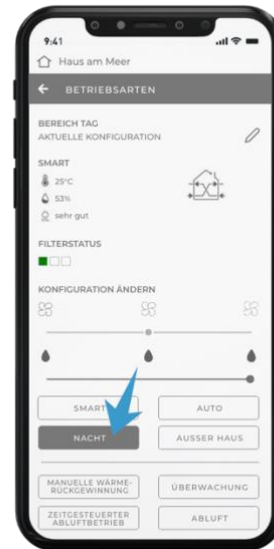 9:41
Haus am Meer
BETRIEBSARTEN
BEREICH TAG
AKTUELLE KONFIGURATION
SMART
25°C
53%
sehr gut
FILTERSTATUS
KONFIGURATION ÄNDERN
SMART AUTO
NACHT AUSSER HAUS
MANUELLE WÄRME-
RÜCKGEWINNUNG
ÜBERWACHUNG
ZEITGESTEUERTER
ABLUFTBETRIEB
ABLUFT